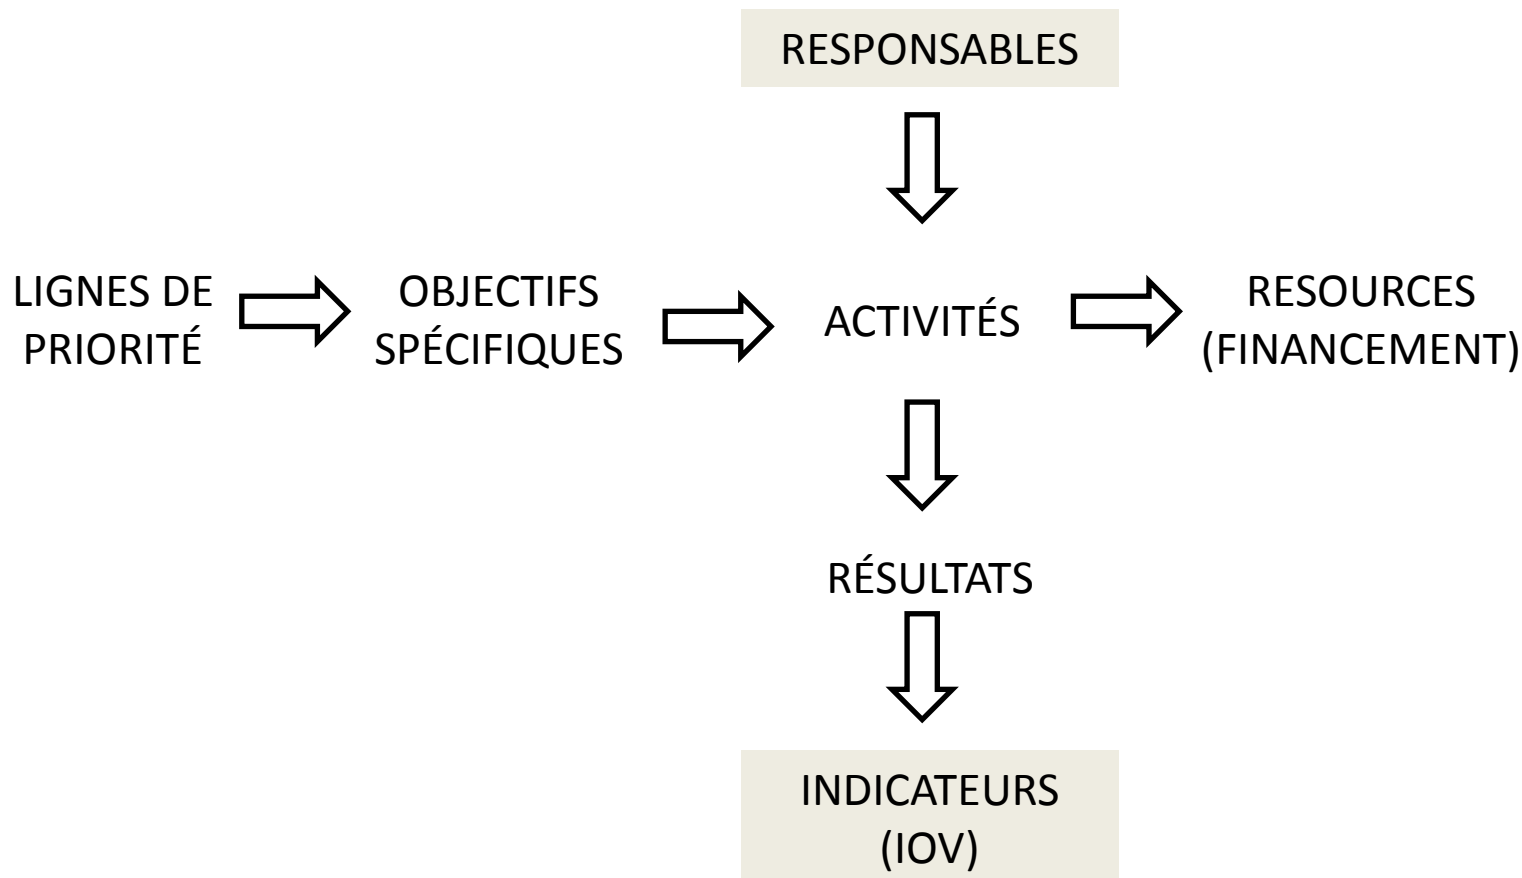 RESPONSABLES
LIGNES DE
PRIORITÉ
OBJECTIFS
SPÉCIFIQUES
ACTIVITÉS
RESOURCES
(FINANCEMENT)
RÉSULTATS
INDICATEURS
(IOV)